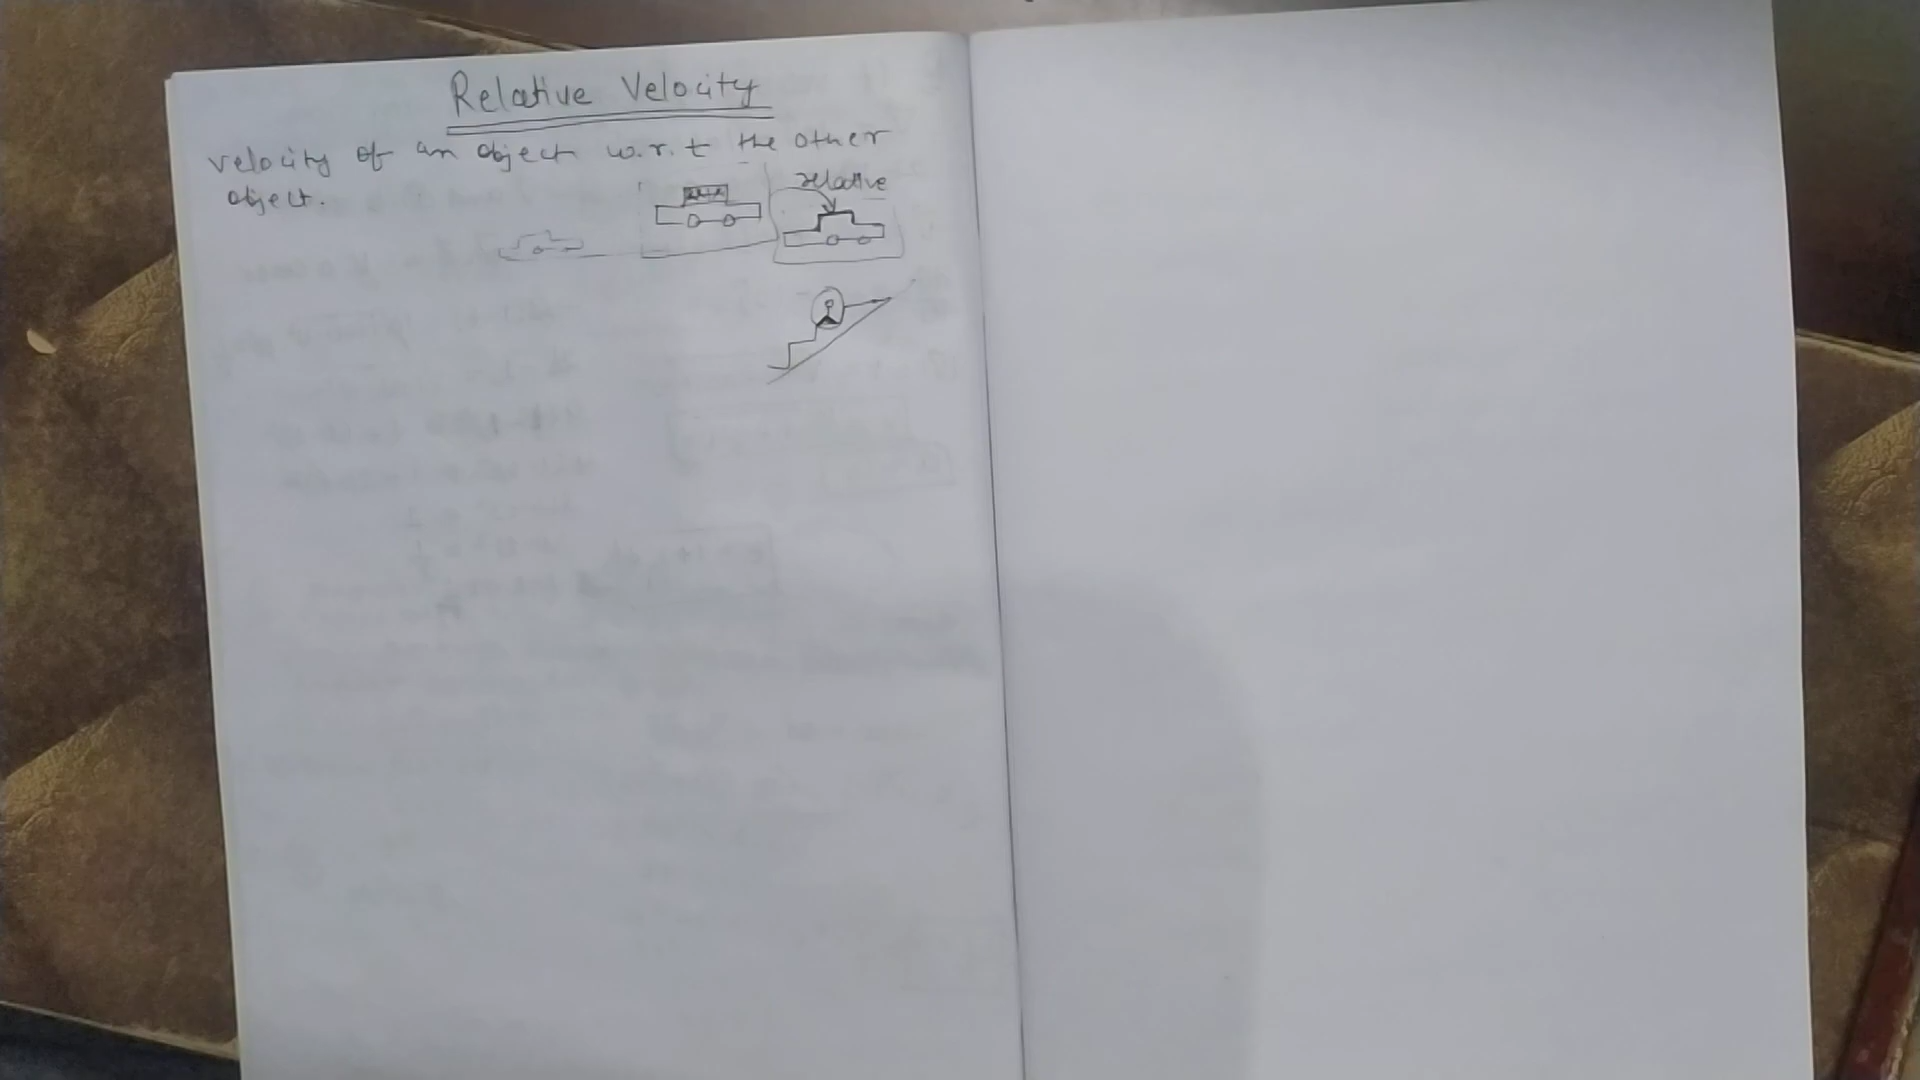 Relative Velocity
velocity of an object w.r.t the other
object.
relative